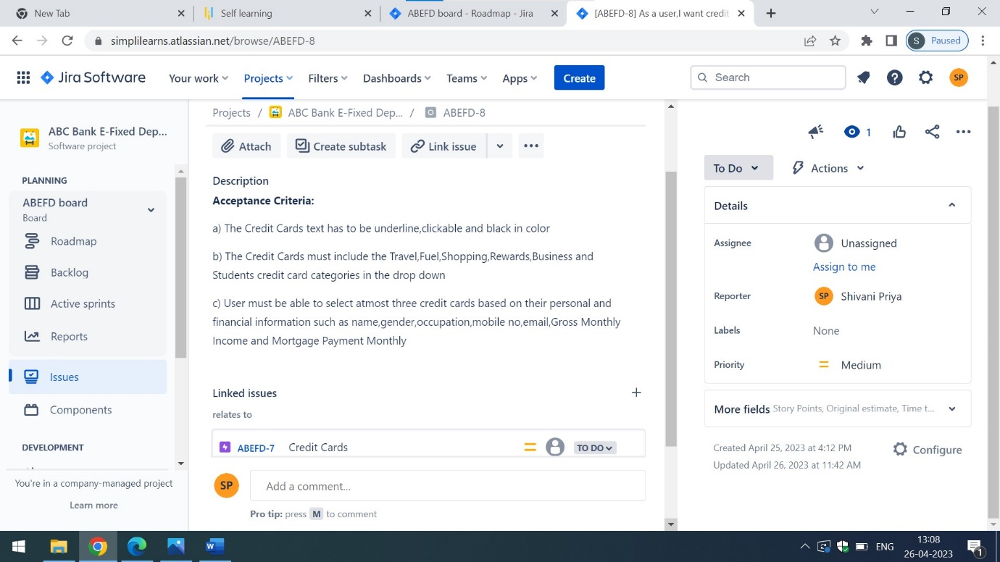 New Tab
Self learning
ABEFD board - Roadmap - Jira
[ABEFD-8] As a user,I want credit
simplilearns.atlassian.net/browse/ABEFD-8
S Paused
Jira Software
Your work
Projects
Filters
Dashboards
Teams
Apps
Create
Search
SP
ABC Bank E-Fixed Dep...
Software project
PLANNING
ABEFD board
Board
Roadmap
Backlog
Active sprints
Reports
Issues
Components
DEVELOPMENT
You're in a company-managed project
Learn more
Projects / ABC Bank E-Fixed Dep... / ABEFD-8
Attach
Create subtask
Link issue
Description
Acceptance Criteria:
a) The Credit Cards text has to be underline,clickable and black in color
b) The Credit Cards must include the Travel,Fuel,Shopping,Rewards,Business and
Students credit card categories in the drop down
c) User must be able to select atmost three credit cards based on their personal and
financial information such as name,gender,occupation,mobile no,email,Gross Monthly
Income and Mortgage Payment Monthly
Linked issues
relates to
ABEFD-7 Credit Cards TO DO
SP Add a comment...
Pro tip: press M to comment
1
To Do
Actions
Details
Assignee Unassigned
Assign to me
Reporter SP Shivani Priya
Labels None
Priority Medium
More fields Story Points, Original estimate, Time t...
Created April 25, 2023 at 4:12 PM
Updated April 26, 2023 at 11:42 AM
Configure
W
ENG
13:08
26-04-2023
1